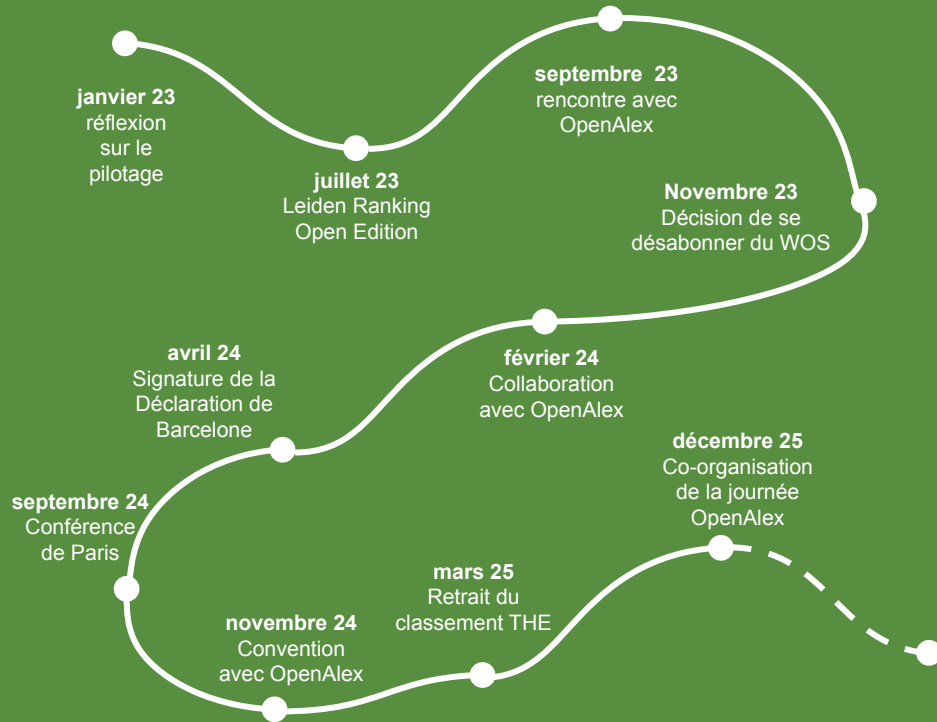 janvier 23
réflexion
sur le
pilotage
juillet 23
Leiden Ranking
Open Edition
septembre 23
rencontre avec
OpenAlex
Novembre 23
Décision de se
désabonner du WOS
février 24
Collaboration
avec OpenAlex
avril 24
Signature de la
Déclaration de
Barcelone
septembre 24
Conférence
de Paris
novembre 24
Convention
avec OpenAlex
mars 25
Retrait du
classement THE
décembre 25
Co-organisation
de la journée
OpenAlex